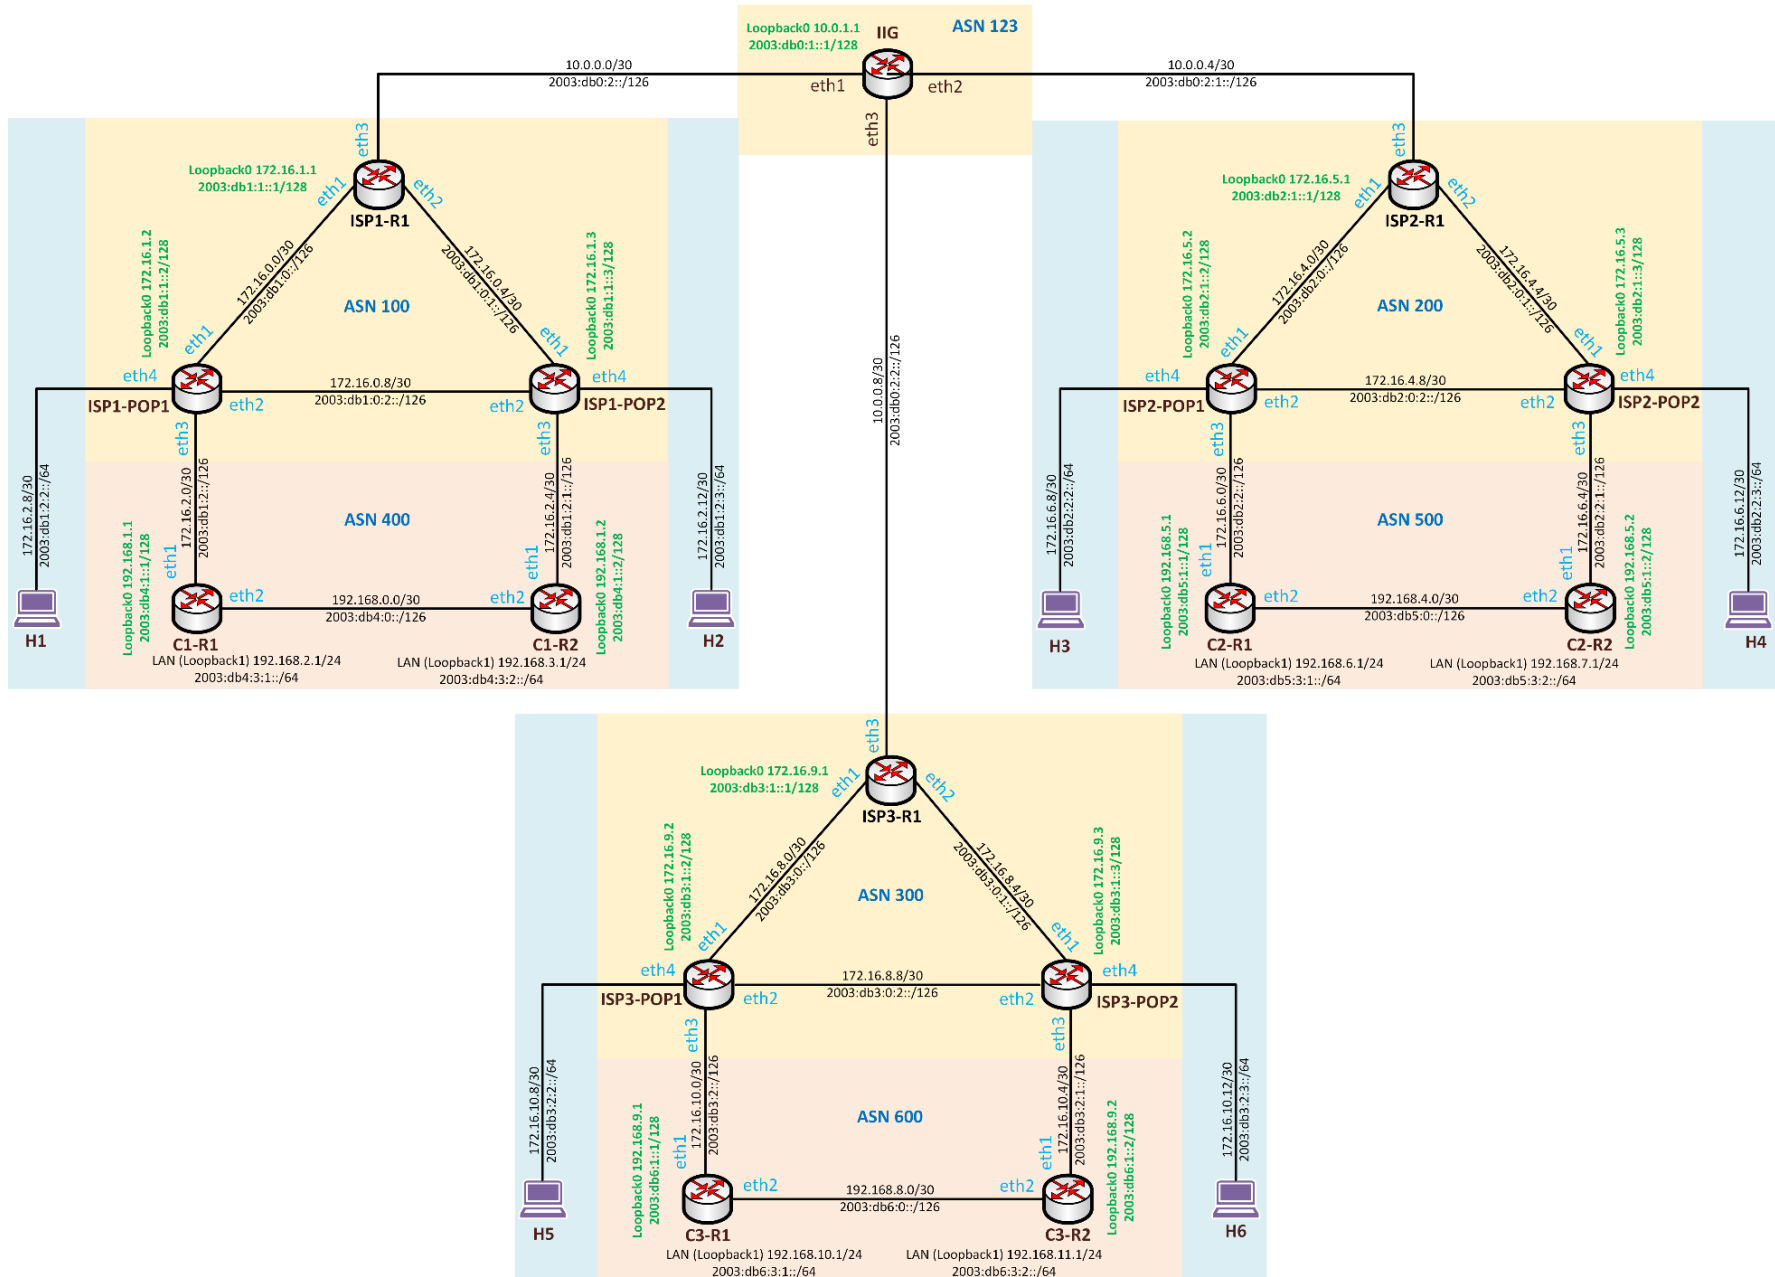 Loopback0 10.0.1.1
2003:db0:1::1/128
IIG
ASN 123
10.0.0.0/30
2003:db0:2::/126
eth1
eth2
10.0.0.4/30
2003:db0:2:1::/126
eth3
eth3
Loopback0 172.16.1.1
2003:db1:1::1/128
eth1
eth2
ISP1-R1
Loopback0 172.16.1.2
2003:db1:1::2/128
172.16.0.0/30
2003:db1:0::/126
172.16.0.4/30
2003:db1:0:1::/126
Loopback0 172.16.1.3
2003:db1:1::3/128
ASN 100
eth1
eth1
eth4
172.16.0.8/30
2003:db1:0:2::/126
eth4
ISP1-POP1
eth2
eth2
ISP1-POP2
eth3
eth3
172.16.2.8/30
2003:db1:2:2::/64
172.16.2.0/30
2003:db1:2::/126
ASN 400
172.16.2.4/30
2003:db1:2:1::/126
172.16.2.12/30
2003:db1:2:3::/64
Loopback0 192.168.1.1
2003:db4:1::1/128
eth1
eth1
Loopback0 192.168.1.2
2003:db4:1::2/128
eth2
192.168.0.0/30
2003:db4:0::/126
eth2
H1
C1-R1
C1-R2
H2
LAN (Loopback1) 192.168.2.1/24
2003:db4:3:1::/64
LAN (Loopback1) 192.168.3.1/24
2003:db4:3:2::/64
10.0.0.8/30
2003:db0:2:2::/126
eth3
Loopback0 172.16.5.1
2003:db2:1::1/128
eth1
eth2
ISP2-R1
Loopback0 172.16.5.2
2003:db2:1::2/128
172.16.4.0/30
2003:db2:0::/126
172.16.4.4/30
2003:db2:0:1::/126
Loopback0 172.16.5.3
2003:db2:1::3/128
ASN 200
eth1
eth1
eth4
172.16.4.8/30
2003:db2:0:2::/126
eth4
ISP2-POP1
eth2
eth2
ISP2-POP2
eth3
eth3
172.16.6.8/30
2003:db2:2:2::/64
172.16.6.0/30
2003:db2:2::/126
ASN 500
172.16.6.4/30
2003:db2:2:1::/126
172.16.6.12/30
2003:db2:2:3::/64
Loopback0 192.168.5.1
2003:db5:1::1/128
eth1
eth1
Loopback0 192.168.5.2
2003:db5:1::2/128
eth2
192.168.4.0/30
2003:db5:0::/126
eth2
H3
C2-R1
C2-R2
H4
LAN (Loopback1) 192.168.6.1/24
2003:db5:3:1::/64
LAN (Loopback1) 192.168.7.1/24
2003:db5:3:2::/64
eth3
Loopback0 172.16.9.1
2003:db3:1::1/128
eth1
eth2
ISP3-R1
Loopback0 172.16.9.2
2003:db3:1::2/128
172.16.8.0/30
2003:db3:0::/126
172.16.8.4/30
2003:db3:0:1::/126
Loopback0 172.16.9.3
2003:db3:1::3/128
ASN 300
eth1
eth1
eth4
172.16.8.8/30
2003:db3:0:2::/126
eth4
ISP3-POP1
eth2
eth2
ISP3-POP2
eth3
eth3
172.16.10.8/30
2003:db3:2:2::/64
172.16.10.0/30
2003:db3:2::/126
ASN 600
172.16.10.4/30
2003:db3:2:1::/126
172.16.10.12/30
2003:db3:2:3::/64
Loopback0 192.168.9.1
2003:db6:1::1/128
eth1
eth1
Loopback0 192.168.9.2
2003:db6:1::2/128
eth2
192.168.8.0/30
2003:db6:0::/126
eth2
H5
C3-R1
C3-R2
H6
LAN (Loopback1) 192.168.10.1/24
2003:db6:3:1::/64
LAN (Loopback1) 192.168.11.1/24
2003:db6:3:2::/64